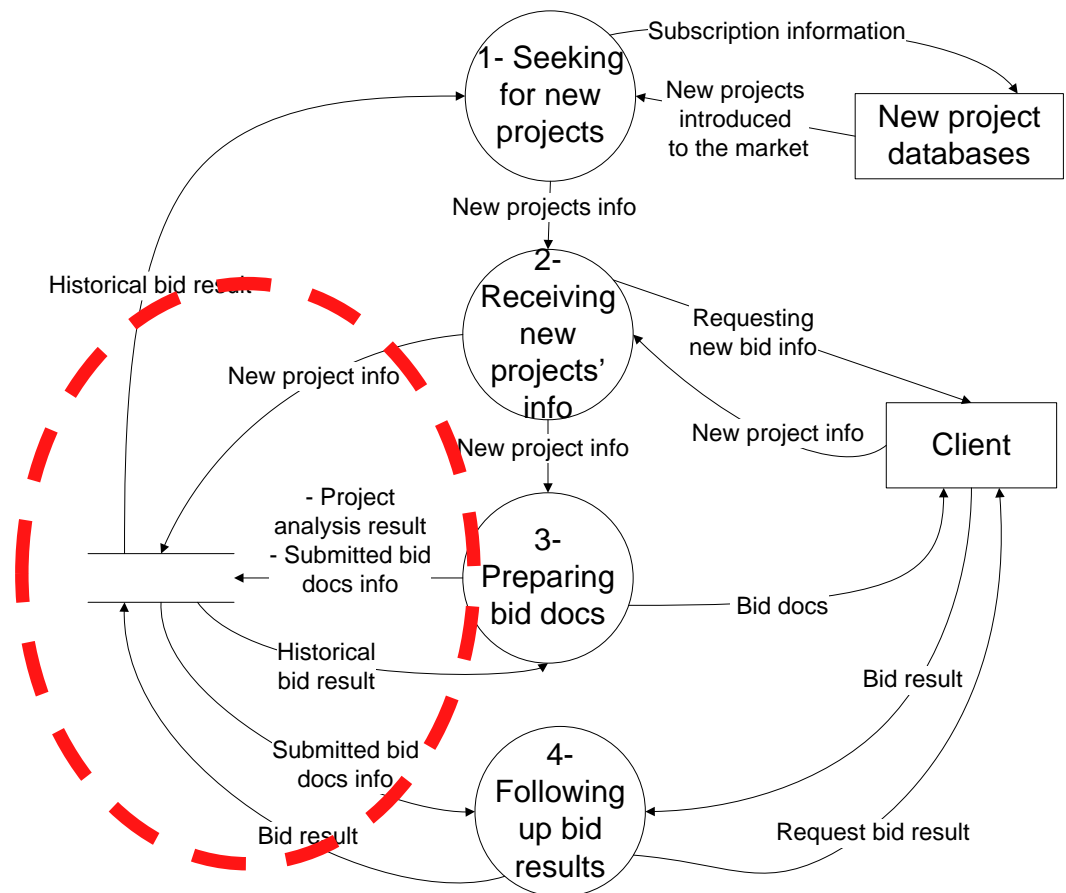 Subscription information
1- Seeking
for new
projects
New projects
introduced
to the market
New project
databases
New projects info
Historical bid result
2-
Receiving
new
projects’
info
Requesting
new bid info
New project info
New project info
Client
New project info
- Project
analysis result
- Submitted bid
docs info
3-
Preparing
bid docs
Bid docs
Historical
bid result
Bid result
Submitted bid
docs info
4-
Following
up bid
results
Bid result
Request bid result